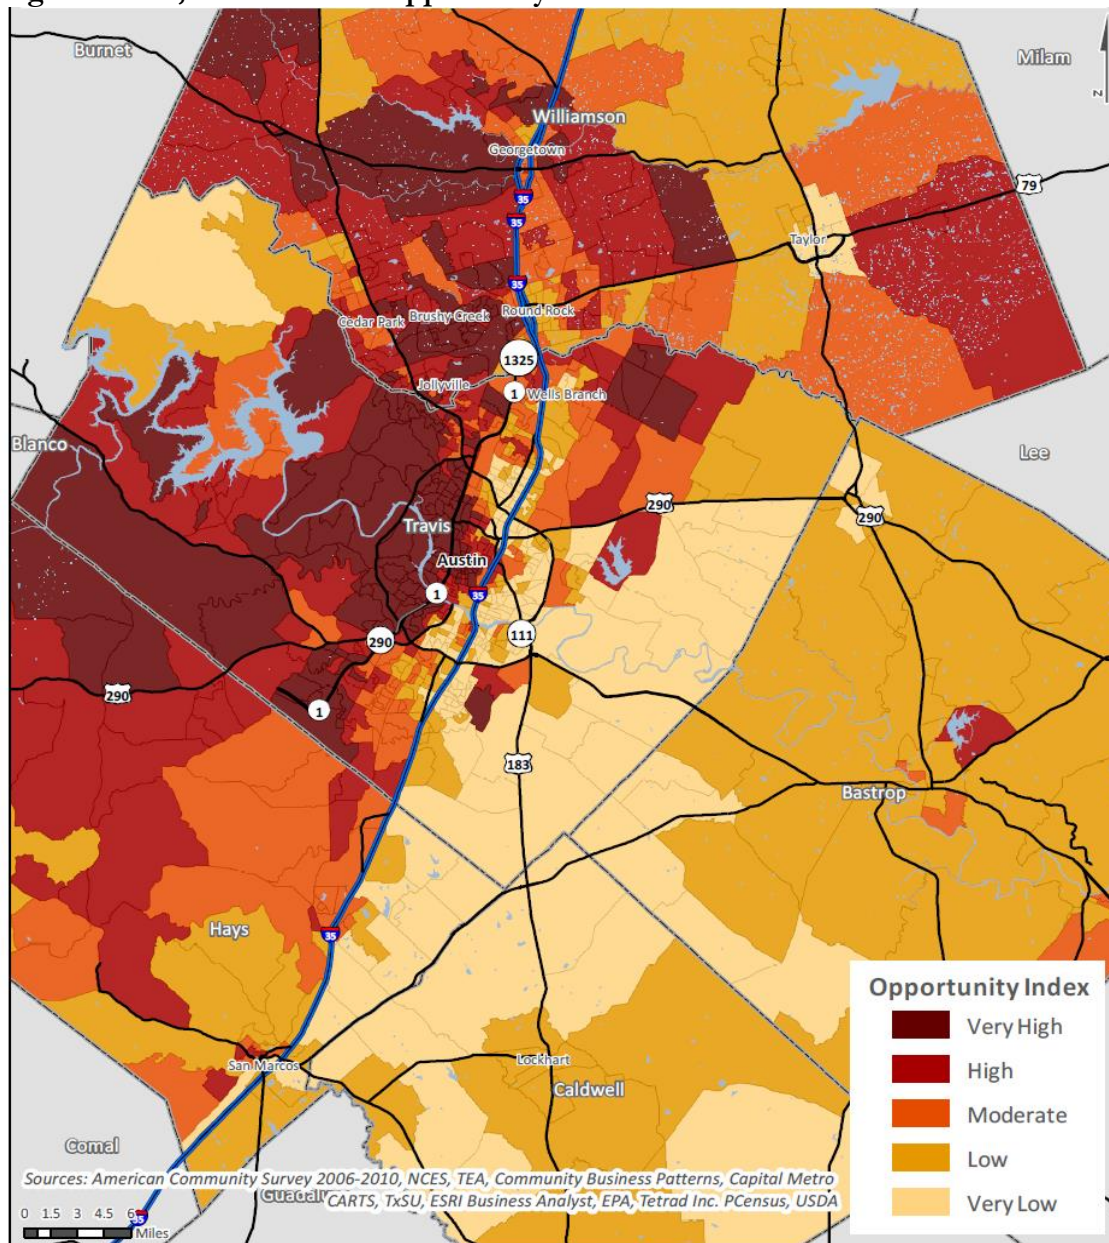 Burnet
Milam
Williamson
Georgetown
N
79
35
35
Taylor
35
Cedar Park
Brushy Creek
Round Rock
1325
Jollyville
1
Wells Branch
Blanco
Lee
290
290
Travis
Austin
1
35
290
111
290
1
183
Bastrop
Hays
35
San Marcos
Lockhart
Caldwell
Comal
Opportunity Index
Very High
High
Moderate
Low
Very Low
Sources: American Community Survey 2006-2010, NCES, TEA, Community Business Patterns, Capital Metro
CARTS, TxSU, ESRI Business Analyst, EPA, Tetrad Inc. PCensus, USDA
0 1.5 3 4.5 6
35
Miles